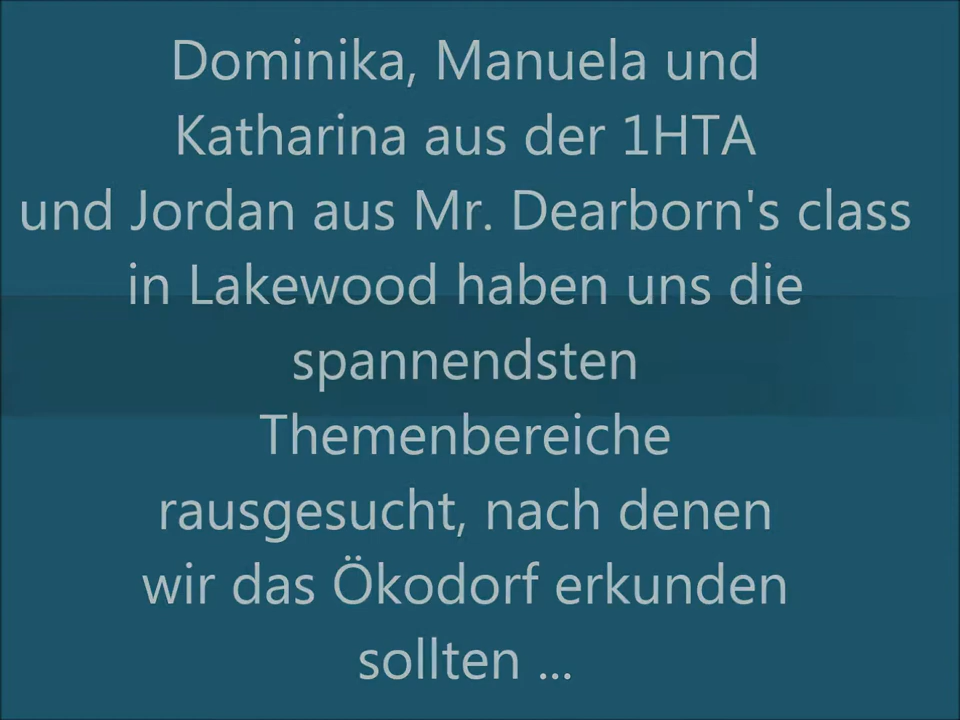 Dominika, Manuela und
Katharina aus der 1HTA
und Jordan aus Mr. Dearborn's class
in Lakewood haben uns die
spannendsten
Themenbereiche
rausgesucht, nach denen
wir das Ökodorf erkunden
sollten ...